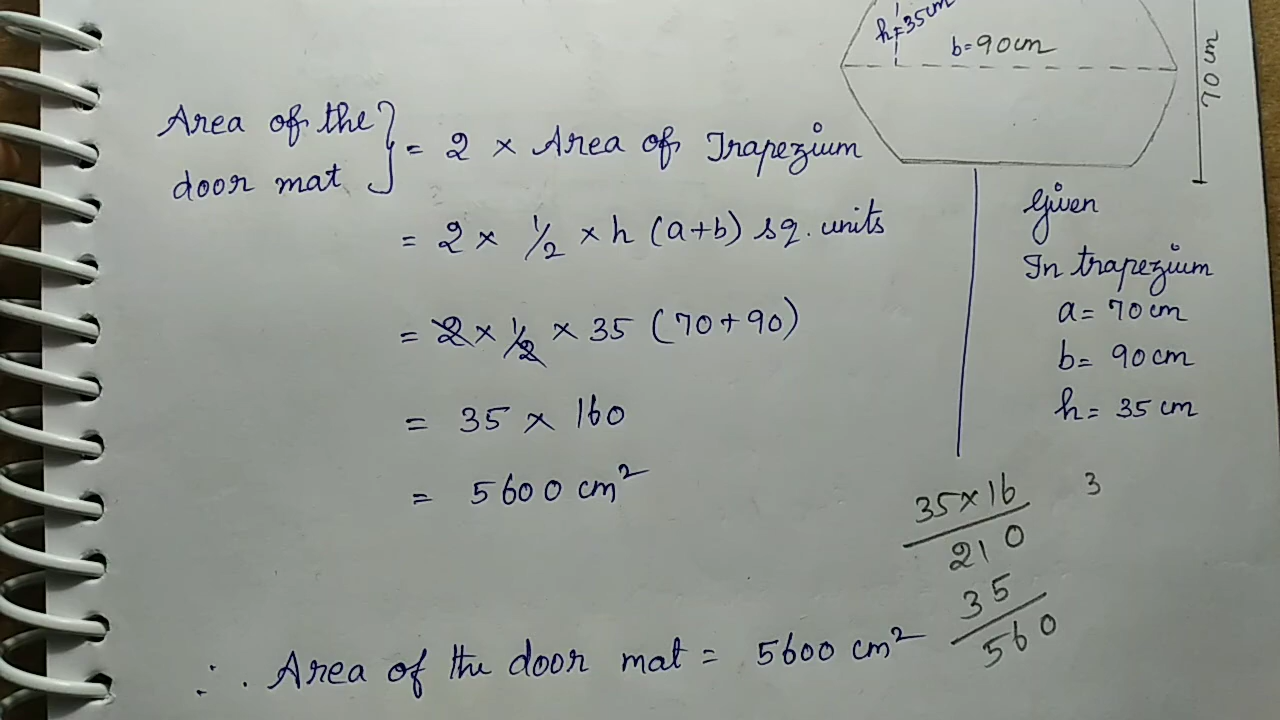 h=35cm
b=90cm
70 cm
Area of the door mat } = 2 × Area of Trapezium
= 2 × 1/2 × h (a+b) sq. units
= 2 × 1/2 × 35 (70+90)
= 35 × 160
= 5600 cm²
Given
In trapezium
a= 70 cm
b= 90 cm
h= 35 cm
35×16
3
210
35
560
∴ Area of the door mat = 5600 cm²